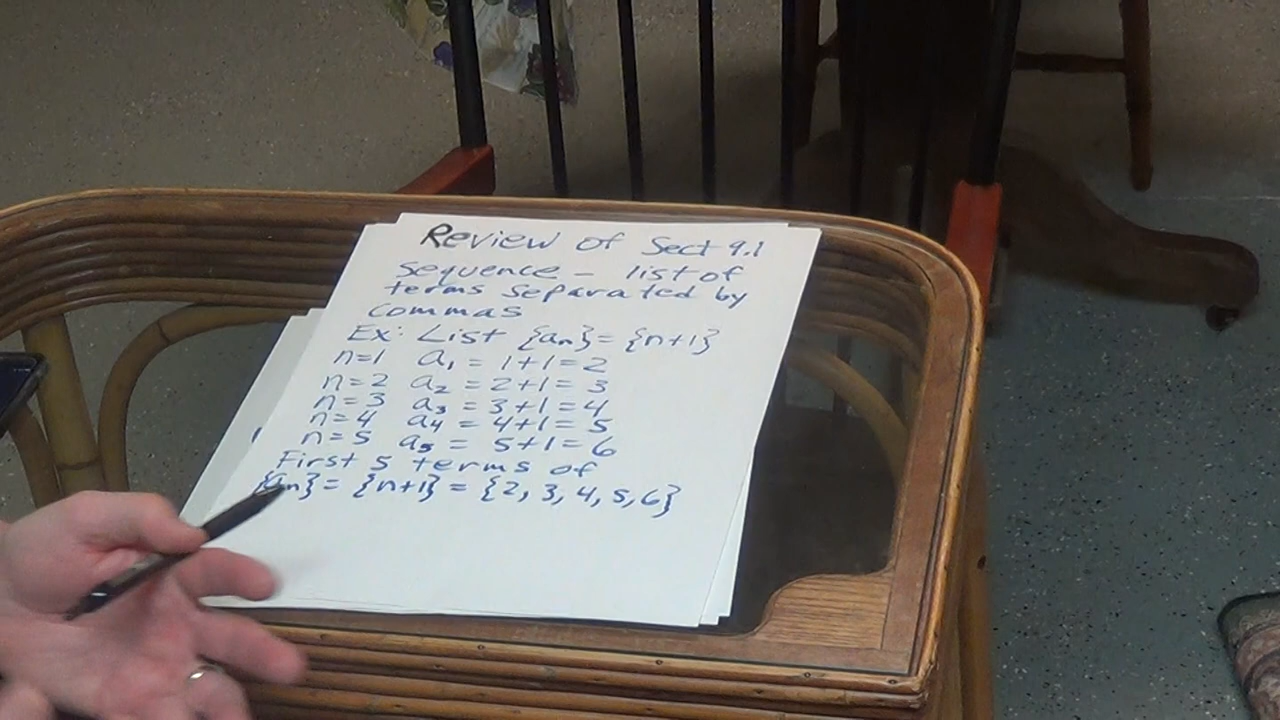 Review of Sect 9.1
Sequence - list of
terms separated by
commas
Ex: List {aₙ} = {n+1}
n=1 a₁ = 1+1=2
n=2 a₂ = 2+1= 3
n=3 a₃ = 3+1=4
n=4 a₄ = 4+1= 5
n=5 a₅ = 5+1=6
First 5 terms of
{aₙ} = {n+1} = {2, 3, 4, 5, 6}